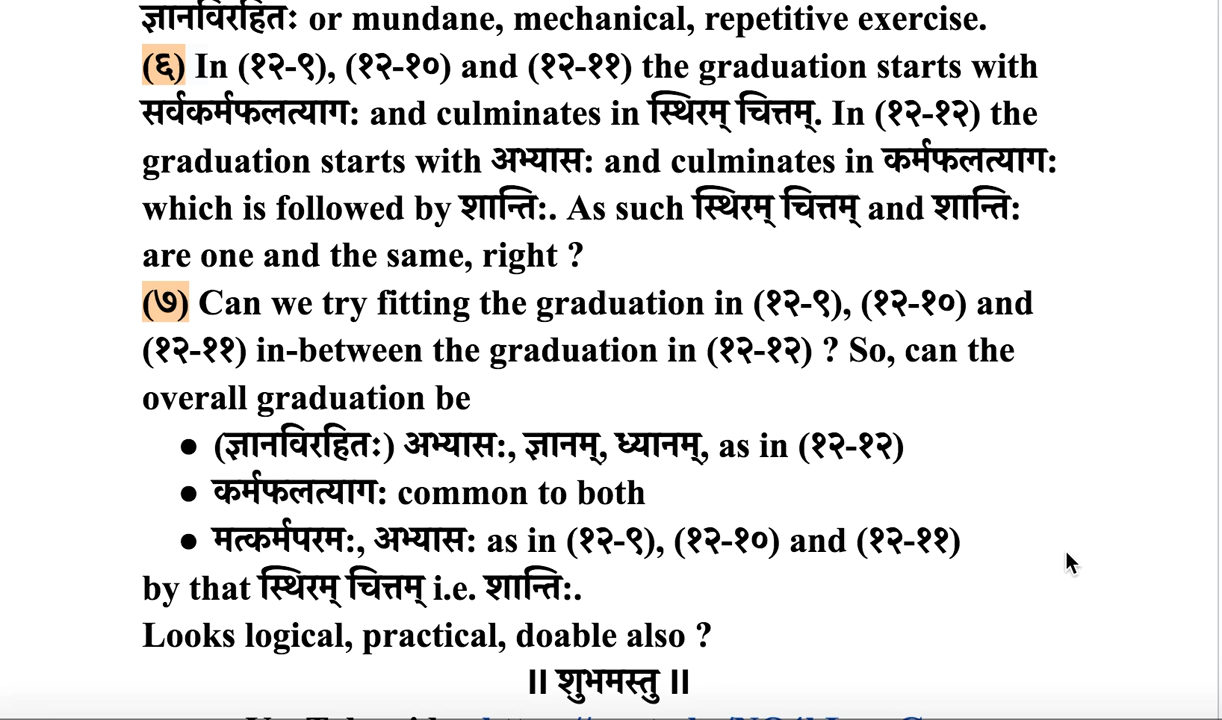 ज्ञानविरहितः or mundane, mechanical, repetitive exercise.
(६) In (१२-९), (१२-१०) and (१२-११) the graduation starts with
सर्वकर्मफलत्याग: and culminates in स्थिरम् चित्तम्. In (१२-१२) the
graduation starts with अभ्यास: and culminates in कर्मफलत्याग:
which is followed by शान्ति:. As such स्थिरम् चित्तम् and शान्ति:
are one and the same, right ?
(७) Can we try fitting the graduation in (१२-९), (१२-१०) and
(१२-११) in-between the graduation in (१२-१२) ? So, can the
overall graduation be
● (ज्ञानविरहितः) अभ्यास:, ज्ञानम्, ध्यानम्, as in (१२-१२)
● कर्मफलत्याग: common to both
● मत्कर्मपरम:, अभ्यास: as in (१२-९), (१२-१०) and (१२-११)
by that स्थिरम् चित्तम् i.e. शान्ति:.
Looks logical, practical, doable also ?
॥ शुभमस्तु ॥